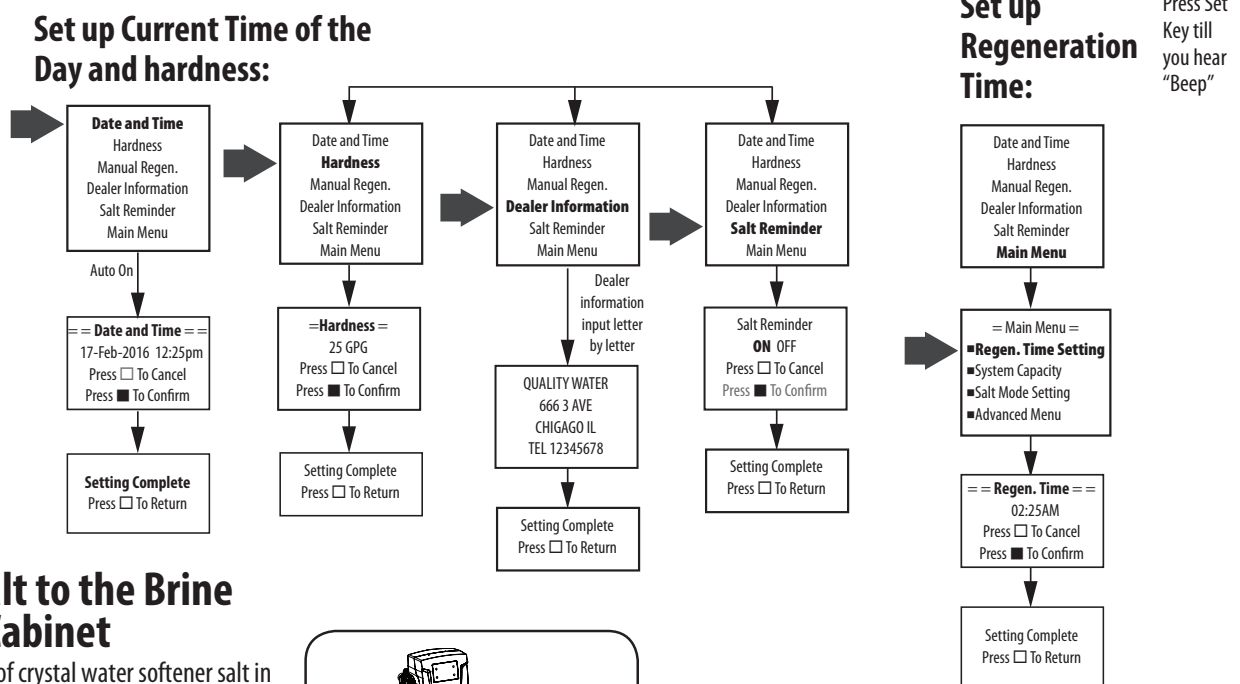 Set up Current Time of the
Day and hardness:
Date and Time
Hardness
Manual Regen.
Dealer Information
Salt Reminder
Main Menu
Auto On
= = Date and Time = =
17-Feb-2016 12:25pm
Press □ To Cancel
Press ■ To Confirm
Setting Complete
Press □ To Return
Date and Time
Hardness
Manual Regen.
Dealer Information
Salt Reminder
Main Menu
=Hardness =
25 GPG
Press □ To Cancel
Press ■ To Confirm
Setting Complete
Press □ To Return
Date and Time
Hardness
Manual Regen.
Dealer Information
Salt Reminder
Main Menu
Dealer
information
input letter
by letter
QUALITY WATER
666 3 AVE
CHIGAGO IL
TEL 12345678
Setting Complete
Press □ To Return
Date and Time
Hardness
Manual Regen.
Dealer Information
Salt Reminder
Main Menu
Salt Reminder
ON OFF
Press □ To Cancel
Press ■ To Confirm
Setting Complete
Press □ To Return
Set up
Regeneration
Time:
Press Set
Key till
you hear
“Beep”
Date and Time
Hardness
Manual Regen.
Dealer Information
Salt Reminder
Main Menu
= Main Menu =
■Regen. Time Setting
■System Capacity
■Salt Mode Setting
■Advanced Menu
= = Regen. Time = =
02:25AM
Press □ To Cancel
Press ■ To Confirm
Setting Complete
Press □ To Return
lt to the Brine
Cabinet
of crystal water softener salt in